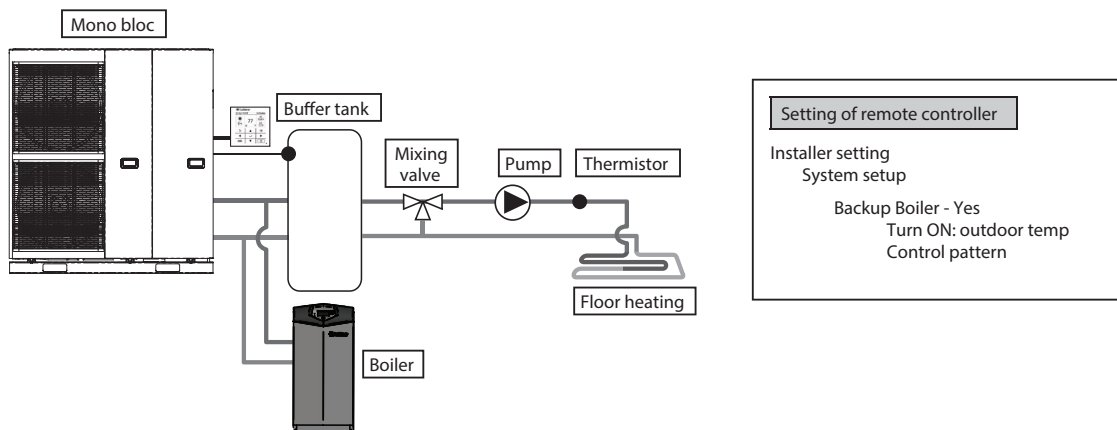 Mono bloc
Buffer tank
Mixing
valve
Pump
Thermistor
Floor heating
Boiler
Setting of remote controller
Installer setting
System setup
Backup Boiler - Yes
Turn ON: outdoor temp
Control pattern